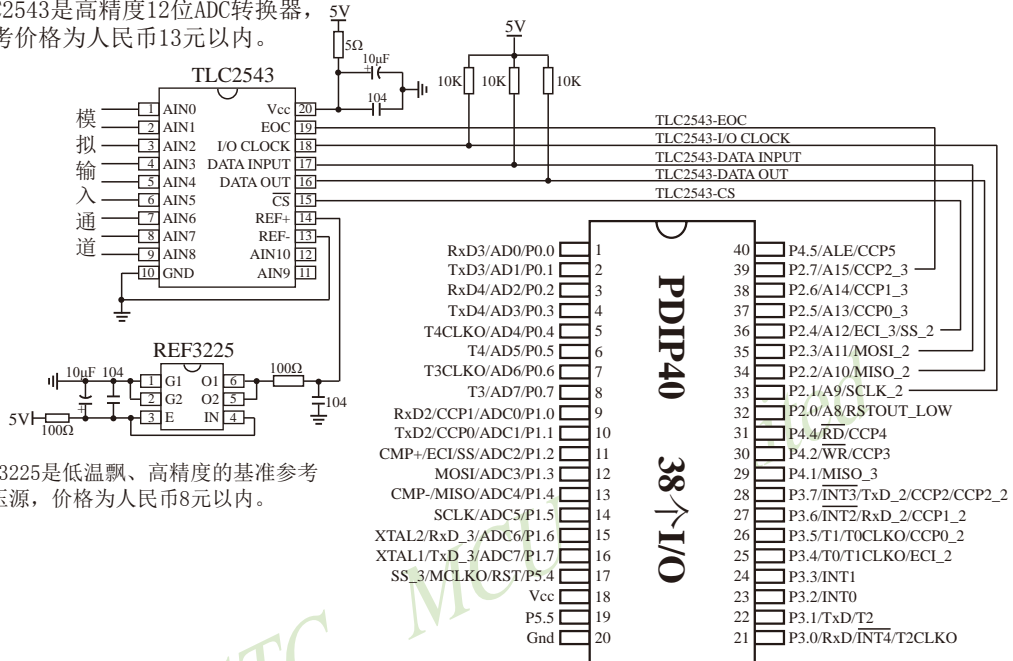 C2543是高精度12位ADC转换器，
考价格为人民币13元以内。
5V
5Ω
10μF
+
104
5V
10K
10K
10K
TLC2543
模拟输入通道
1 AIN0
2 AIN1
3 AIN2
4 AIN3
5 AIN4
6 AIN5
7 AIN6
8 AIN7
9 AIN8
10 GND
Vcc 20
EOC 19
I/O CLOCK 18
DATA INPUT 17
DATA OUT 16
CS 15
REF+ 14
REF- 13
AIN10 12
AIN9 11
TLC2543-EOC
TLC2543-I/O CLOCK
TLC2543-DATA INPUT
TLC2543-DATA OUT
TLC2543-CS
REF3225
10μF 104
+
1 G1
2 G2
3 E
O1 6
O2 5
IN 4
100Ω
104
5V
100Ω
3225是低温飘、高精度的基准参考
压源，价格为人民币8元以内。
PDIP40
38个I/O
RxD3/AD0/P0.0 1
TxD3/AD1/P0.1 2
RxD4/AD2/P0.2 3
TxD4/AD3/P0.3 4
T4CLKO/AD4/P0.4 5
T4/AD5/P0.5 6
T3CLKO/AD6/P0.6 7
T3/AD7/P0.7 8
RxD2/CCP1/ADC0/P1.0 9
TxD2/CCP0/ADC1/P1.1 10
CMP+/ECI/SS/ADC2/P1.2 11
MOSI/ADC3/P1.3 12
CMP-/MISO/ADC4/P1.4 13
SCLK/ADC5/P1.5 14
XTAL2/RxD_3/ADC6/P1.6 15
XTAL1/TxD_3/ADC7/P1.7 16
SS_3/MCLKO/RST/P5.4 17
Vcc 18
P5.5 19
Gnd 20
40 P4.5/ALE/CCP5
39 P2.7/A15/CCP2_3
38 P2.6/A14/CCP1_3
37 P2.5/A13/CCP0_3
36 P2.4/A12/ECI_3/SS_2
35 P2.3/A11/MOSI_2
34 P2.2/A10/MISO_2
33 P2.1/A9/SCLK_2
32 P2.0/A8/RSTOUT_LOW
31 P4.4/RD/CCP4
30 P4.2/WR/CCP3
29 P4.1/MISO_3
28 P3.7/INT3/TxD_2/CCP2/CCP2_2
27 P3.6/INT2/RxD_2/CCP1_2
26 P3.5/T1/T0CLKO/CCP0_2
25 P3.4/T0/T1CLKO/ECI_2
24 P3.3/INT1
23 P3.2/INT0
22 P3.1/TxD/T2
21 P3.0/RxD/INT4/T2CLKO
MCU